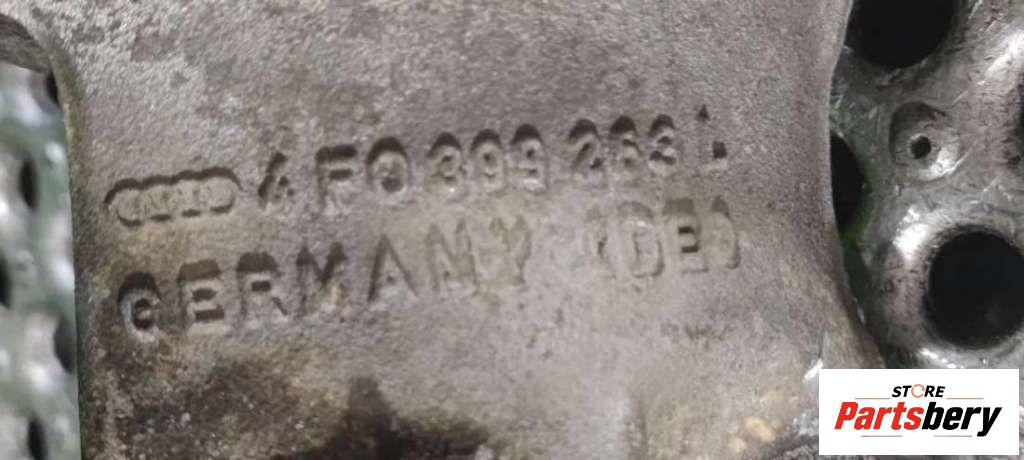 4F0 399 263 L
GERMANY (DE)
STORE
Partsbery